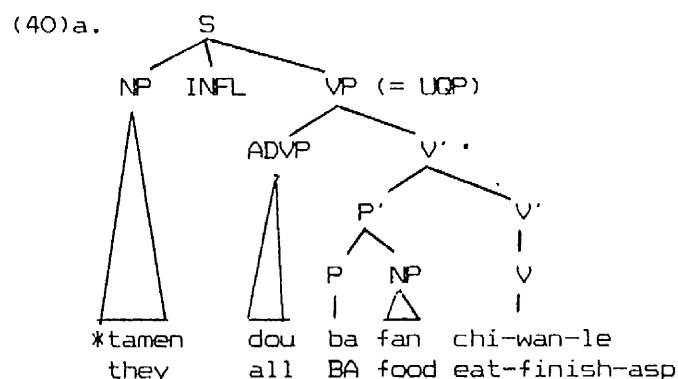 (40)a. S
NP INFL VP (= UQP)
ADVP V'
P' V'
P NP V
*tamen dou ba fan chi-wan-le
they all BA food eat-finish-asp